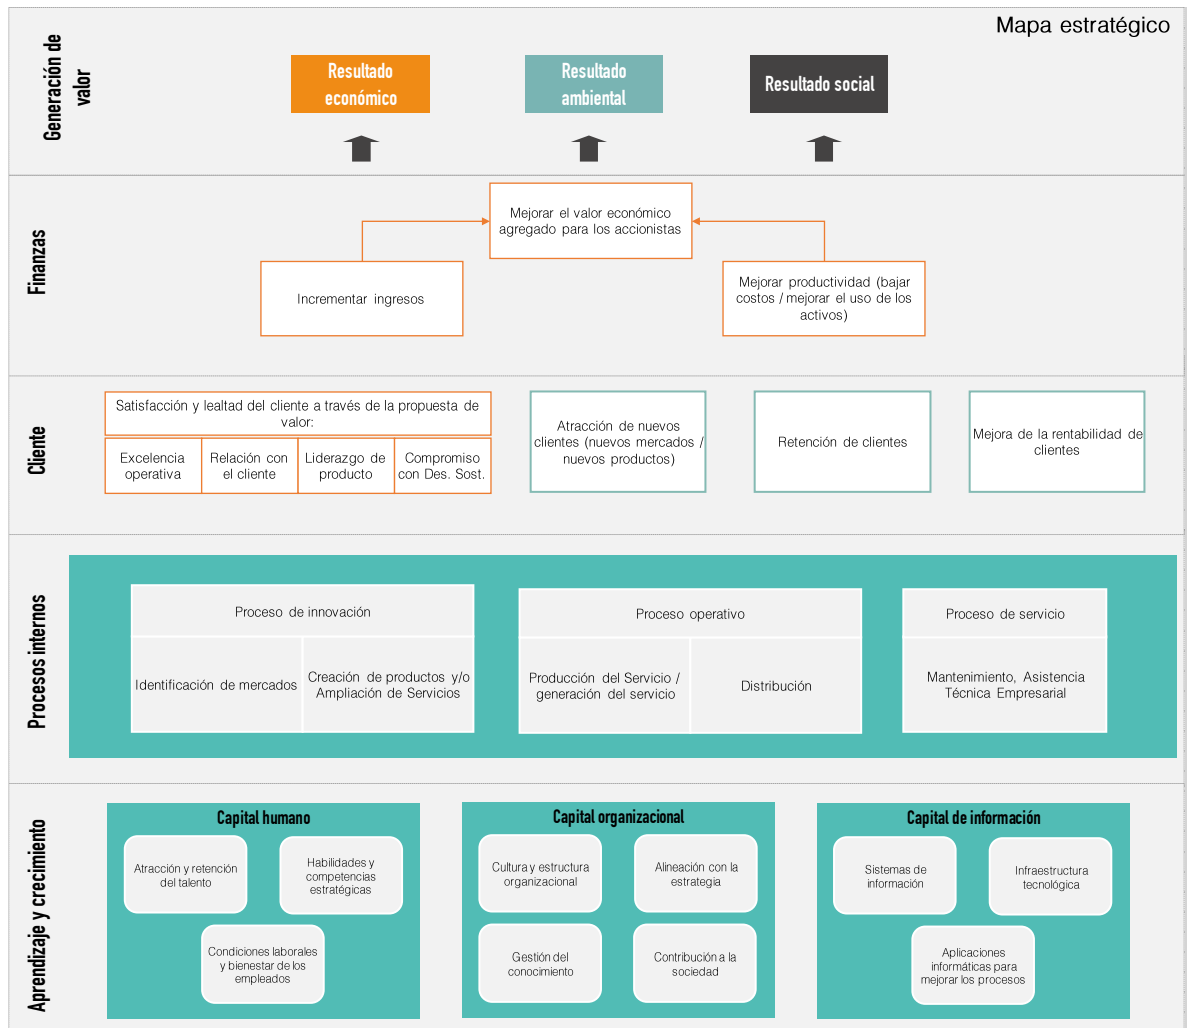 Mapa estratégico
Generación de
valor
Resultado
económico
Resultado
ambiental
Resultado social
Finanzas
Mejorar el valor económico
agregado para los accionistas
Incrementar ingresos
Mejorar productividad (bajar
costos / mejorar el uso de los
activos)
Cliente
Satisfacción y lealtad del cliente a través de la propuesta de
valor:
Excelencia
operativa
Relación con
el cliente
Liderazgo de
producto
Compromiso
con Des. Sost.
Atracción de nuevos
clientes (nuevos mercados /
nuevos productos)
Retención de clientes
Mejora de la rentabilidad de
clientes
Procesos internos
Proceso de innovación
Identificación de mercados
Creación de productos y/o
Ampliación de Servicios
Proceso operativo
Producción del Servicio /
generación del servicio
Distribución
Proceso de servicio
Mantenimiento, Asistencia
Técnica Empresarial
Aprendizaje y crecimiento
Capital humano
Atracción y retención
del talento
Habilidades y
competencias
estratégicas
Condiciones laborales
y bienestar de los
empleados
Capital organizacional
Cultura y estructura
organizacional
Alineación con la
estrategia
Gestión del
conocimiento
Contribución a la
sociedad
Capital de información
Sistemas de
información
Infraestructura
tecnológica
Aplicaciones
informáticas para
mejorar los procesos